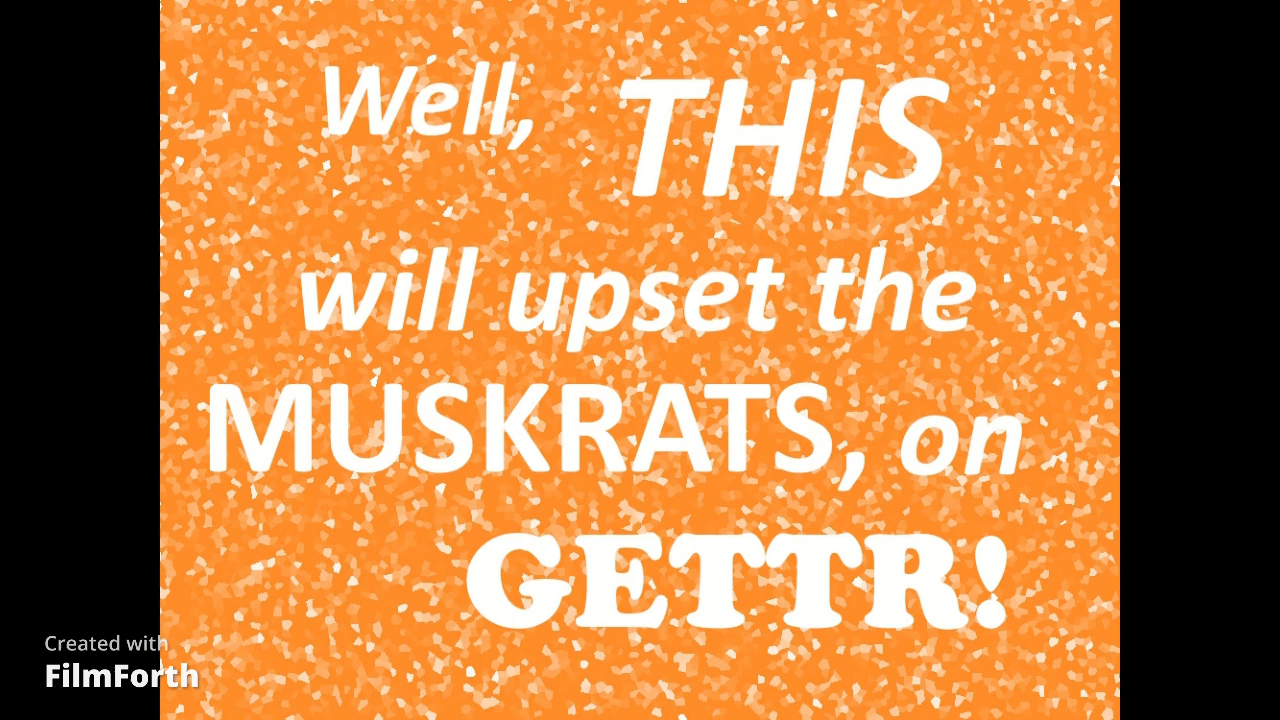 Well, THIS
will upset the
MUSKRATS, on
GETTR!
Created with
FilmForth